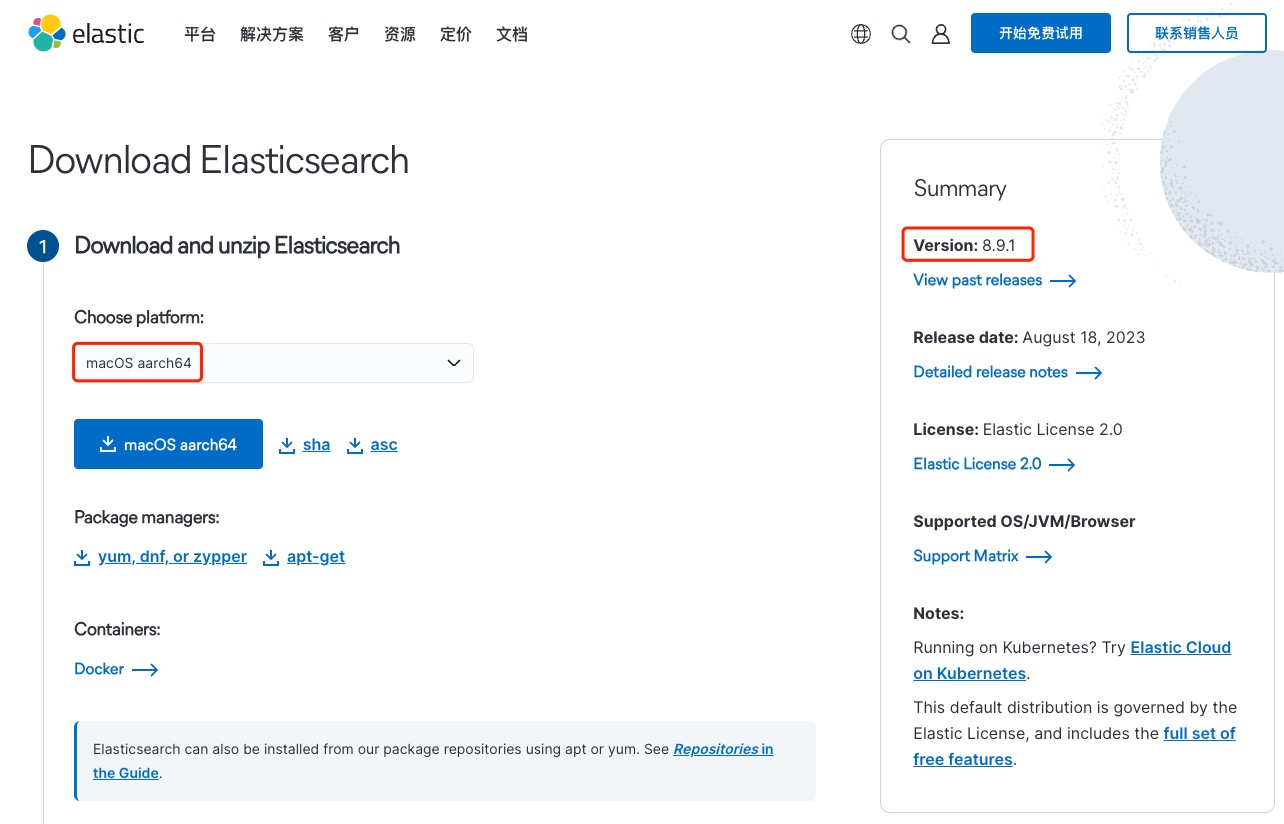 elastic 平台 解决方案 客户 资源 定价 文档 开始免费试用 联系销售人员
Download Elasticsearch
1 Download and unzip Elasticsearch
Choose platform:
macOS aarch64
macOS aarch64 sha asc
Package managers:
yum, dnf, or zypper apt-get
Containers:
Docker
Elasticsearch can also be installed from our package repositories using apt or yum. See Repositories in
the Guide.
Summary
Version: 8.9.1
View past releases
Release date: August 18, 2023
Detailed release notes
License: Elastic License 2.0
Elastic License 2.0
Supported OS/JVM/Browser
Support Matrix
Notes:
Running on Kubernetes? Try Elastic Cloud
on Kubernetes.
This default distribution is governed by the
Elastic License, and includes the full set of
free features.